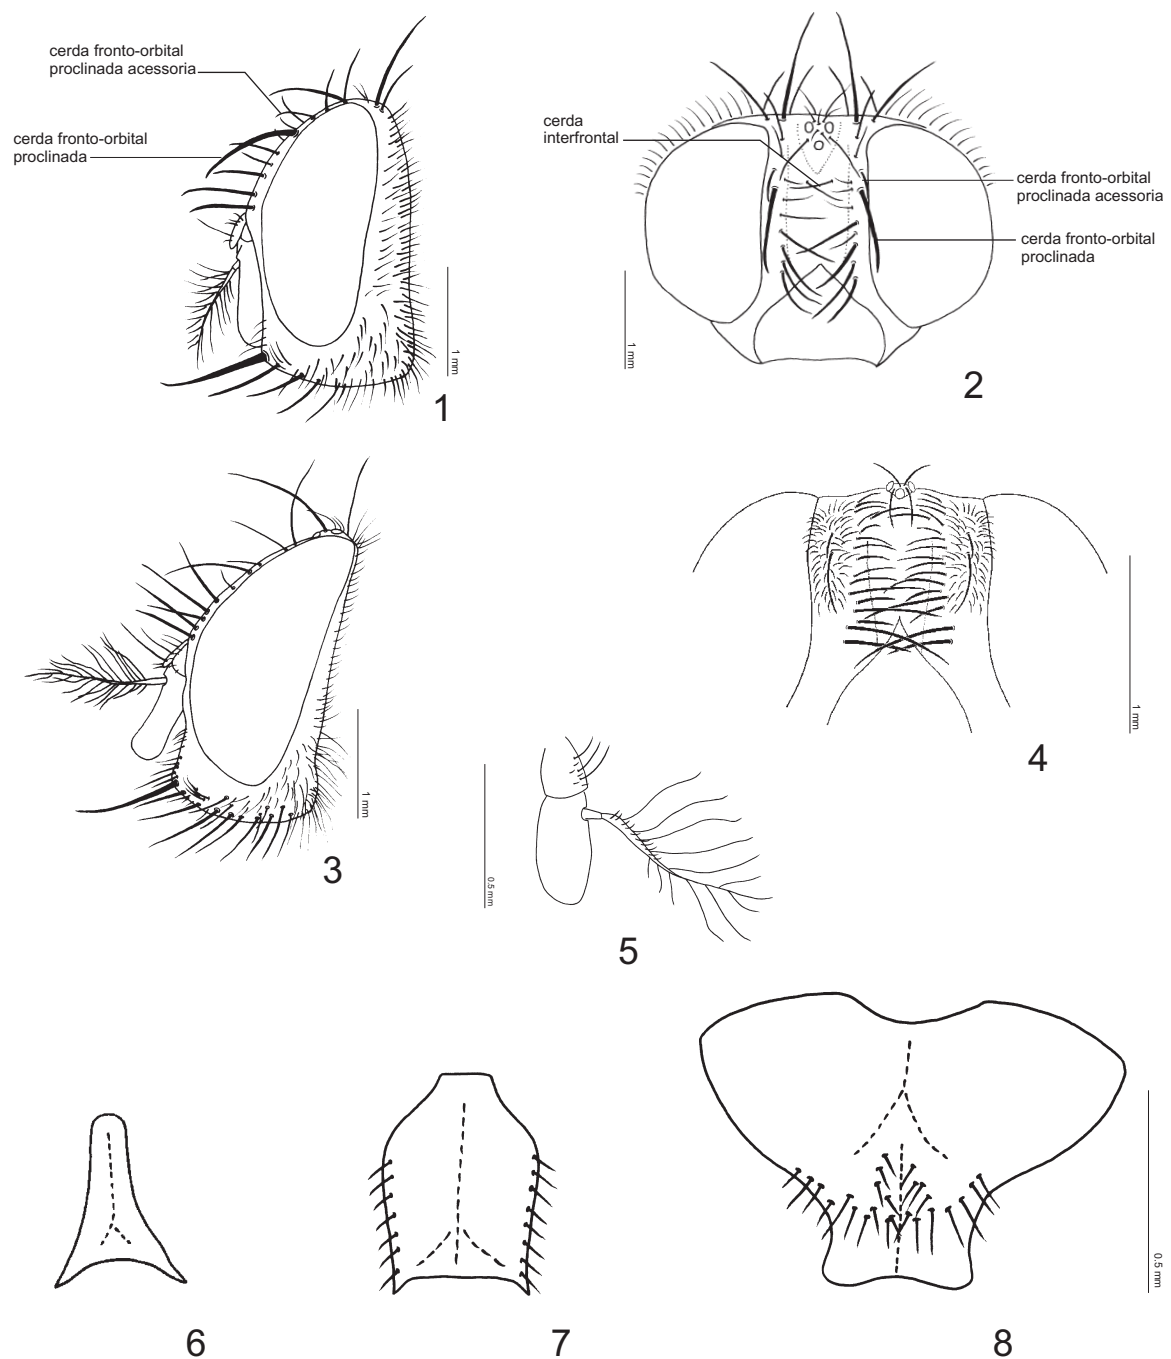 cerda fronto-orbital
proclinada acessoria
cerda fronto-orbital
proclinada
1 mm
1
cerda
interfrontal
cerda fronto-orbital
proclinada acessoria
cerda fronto-orbital
proclinada
1 mm
2
1 mm
3
1 mm
4
0.5 mm
5
6
7
0.5 mm
8